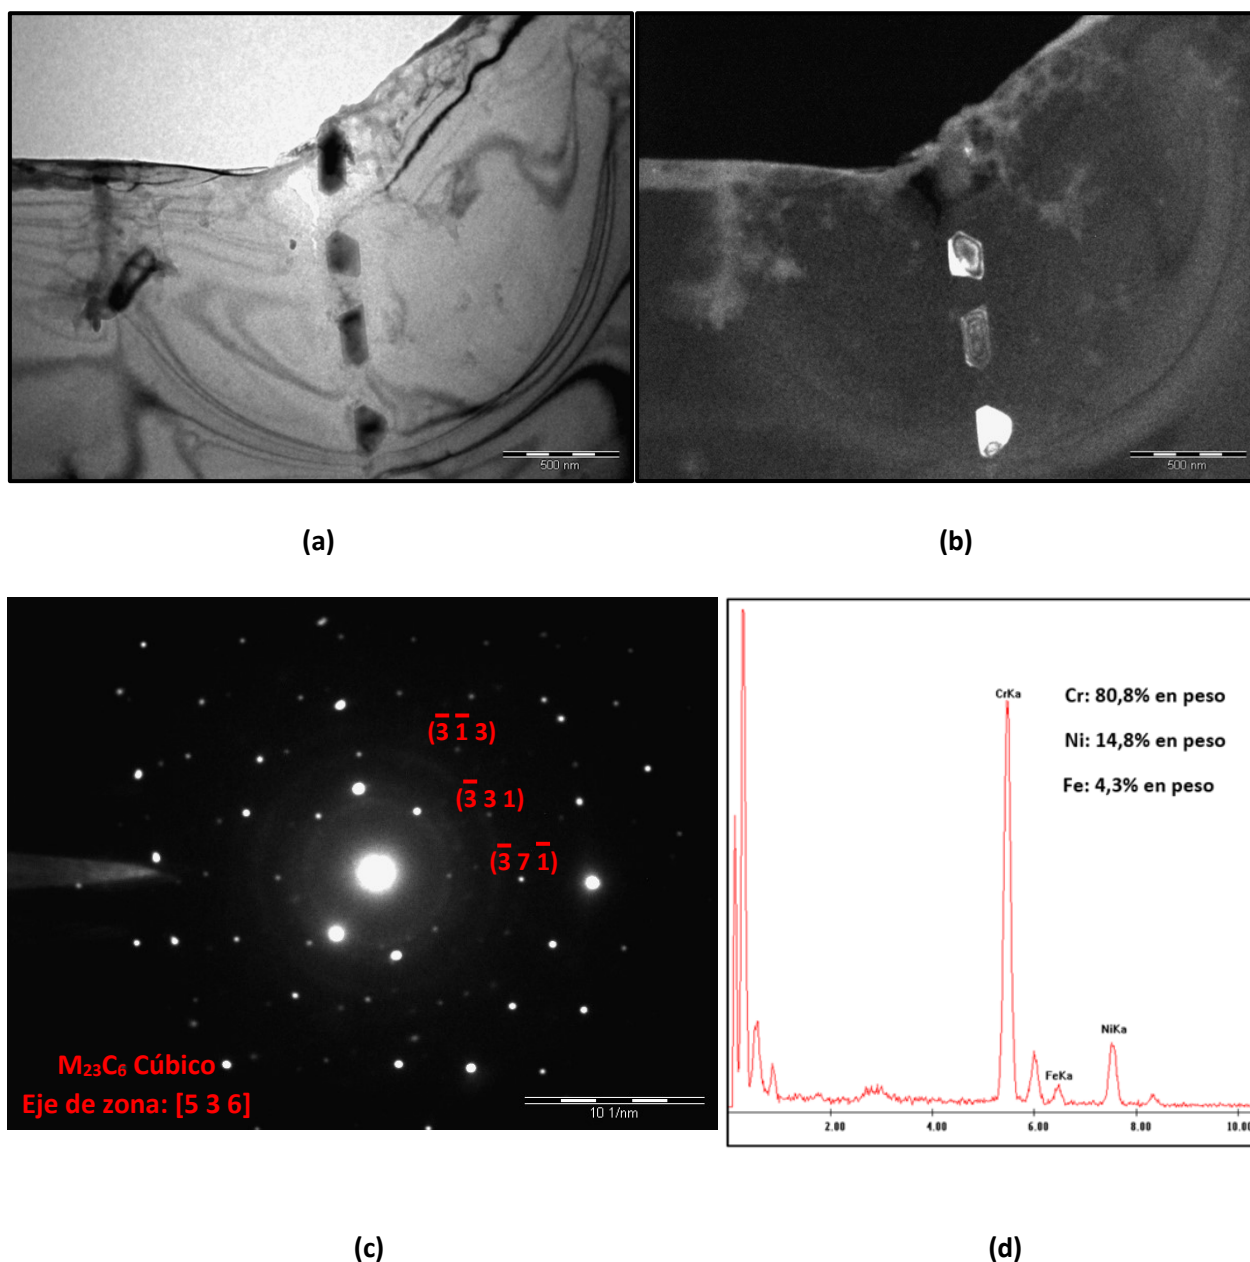 500 nm
500 nm
(a)
(b)
(3̅ 1̅ 3)
(3̅ 3 1)
(3̅ 7 1̅)
M₂₃C₆ Cúbico
Eje de zona: [5 3 6]
10 1/nm
CrKa
Cr: 80,8% en peso
Ni: 14,8% en peso
Fe: 4,3% en peso
NiKa
FeKa
2.00
4.00
6.00
8.00
10.00
(c)
(d)